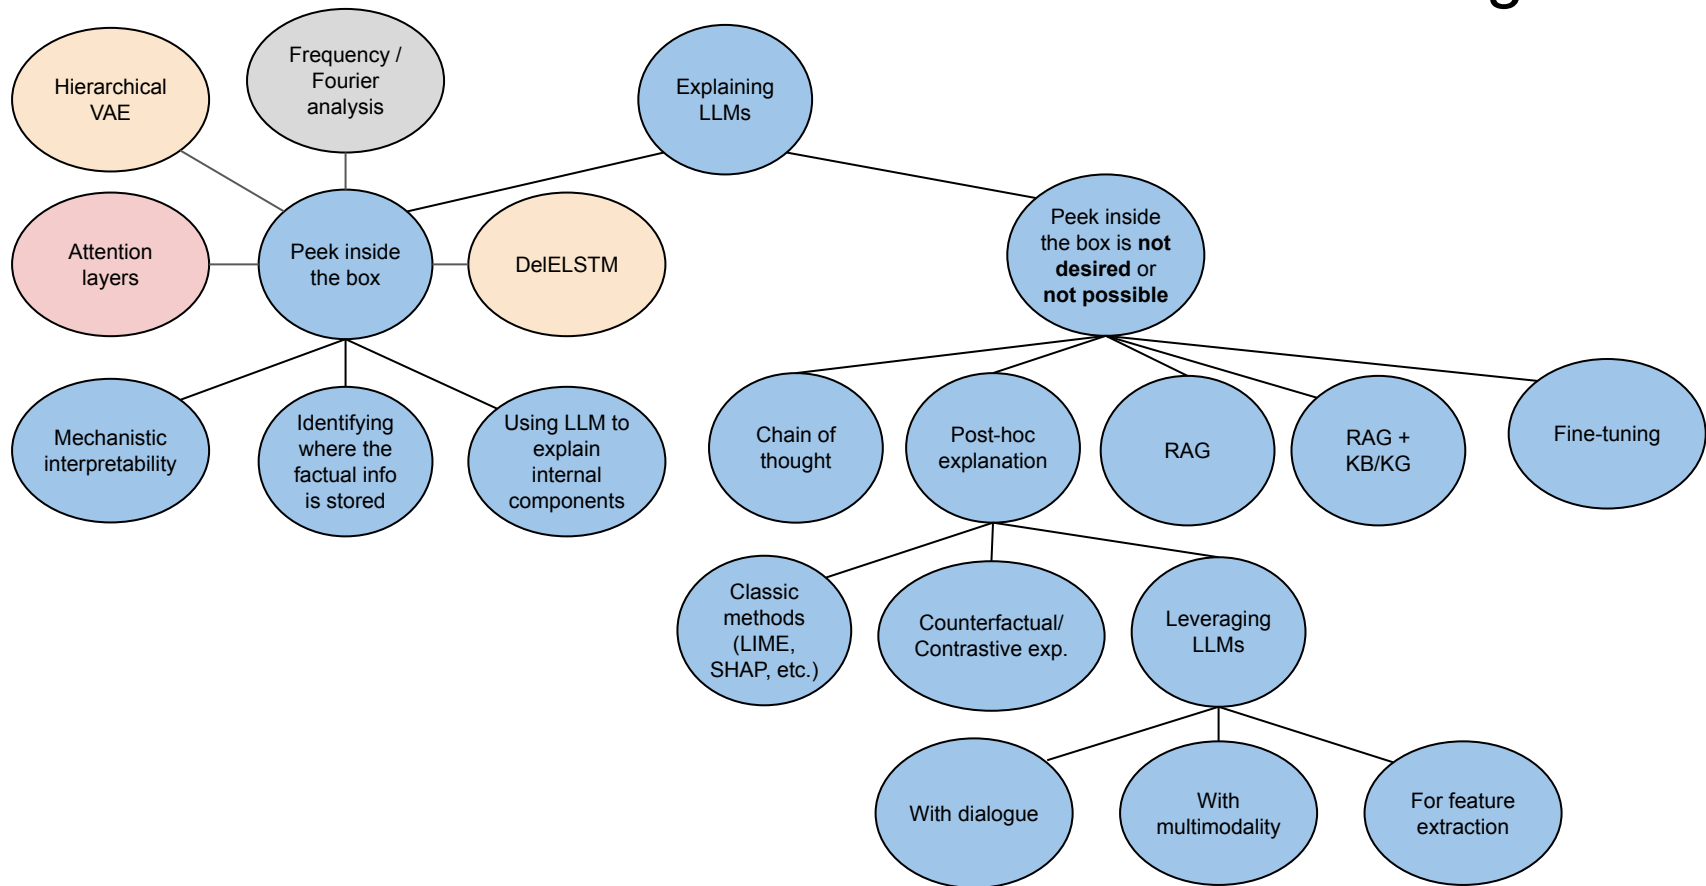 g
Hierarchical
VAE
Frequency /
Fourier
analysis
Explaining
LLMs
Attention
layers
Peek inside
the box
DelELSTM
Peek inside
the box is not
desired or
not possible
Mechanistic
interpretability
Identifying
where the
factual info
is stored
Using LLM to
explain
internal
components
Chain of
thought
Post-hoc
explanation
RAG
RAG +
KB/KG
Fine-tuning
Classic
methods
(LIME,
SHAP, etc.)
Counterfactual/
Contrastive exp.
Leveraging
LLMs
With dialogue
With
multimodality
For feature
extraction